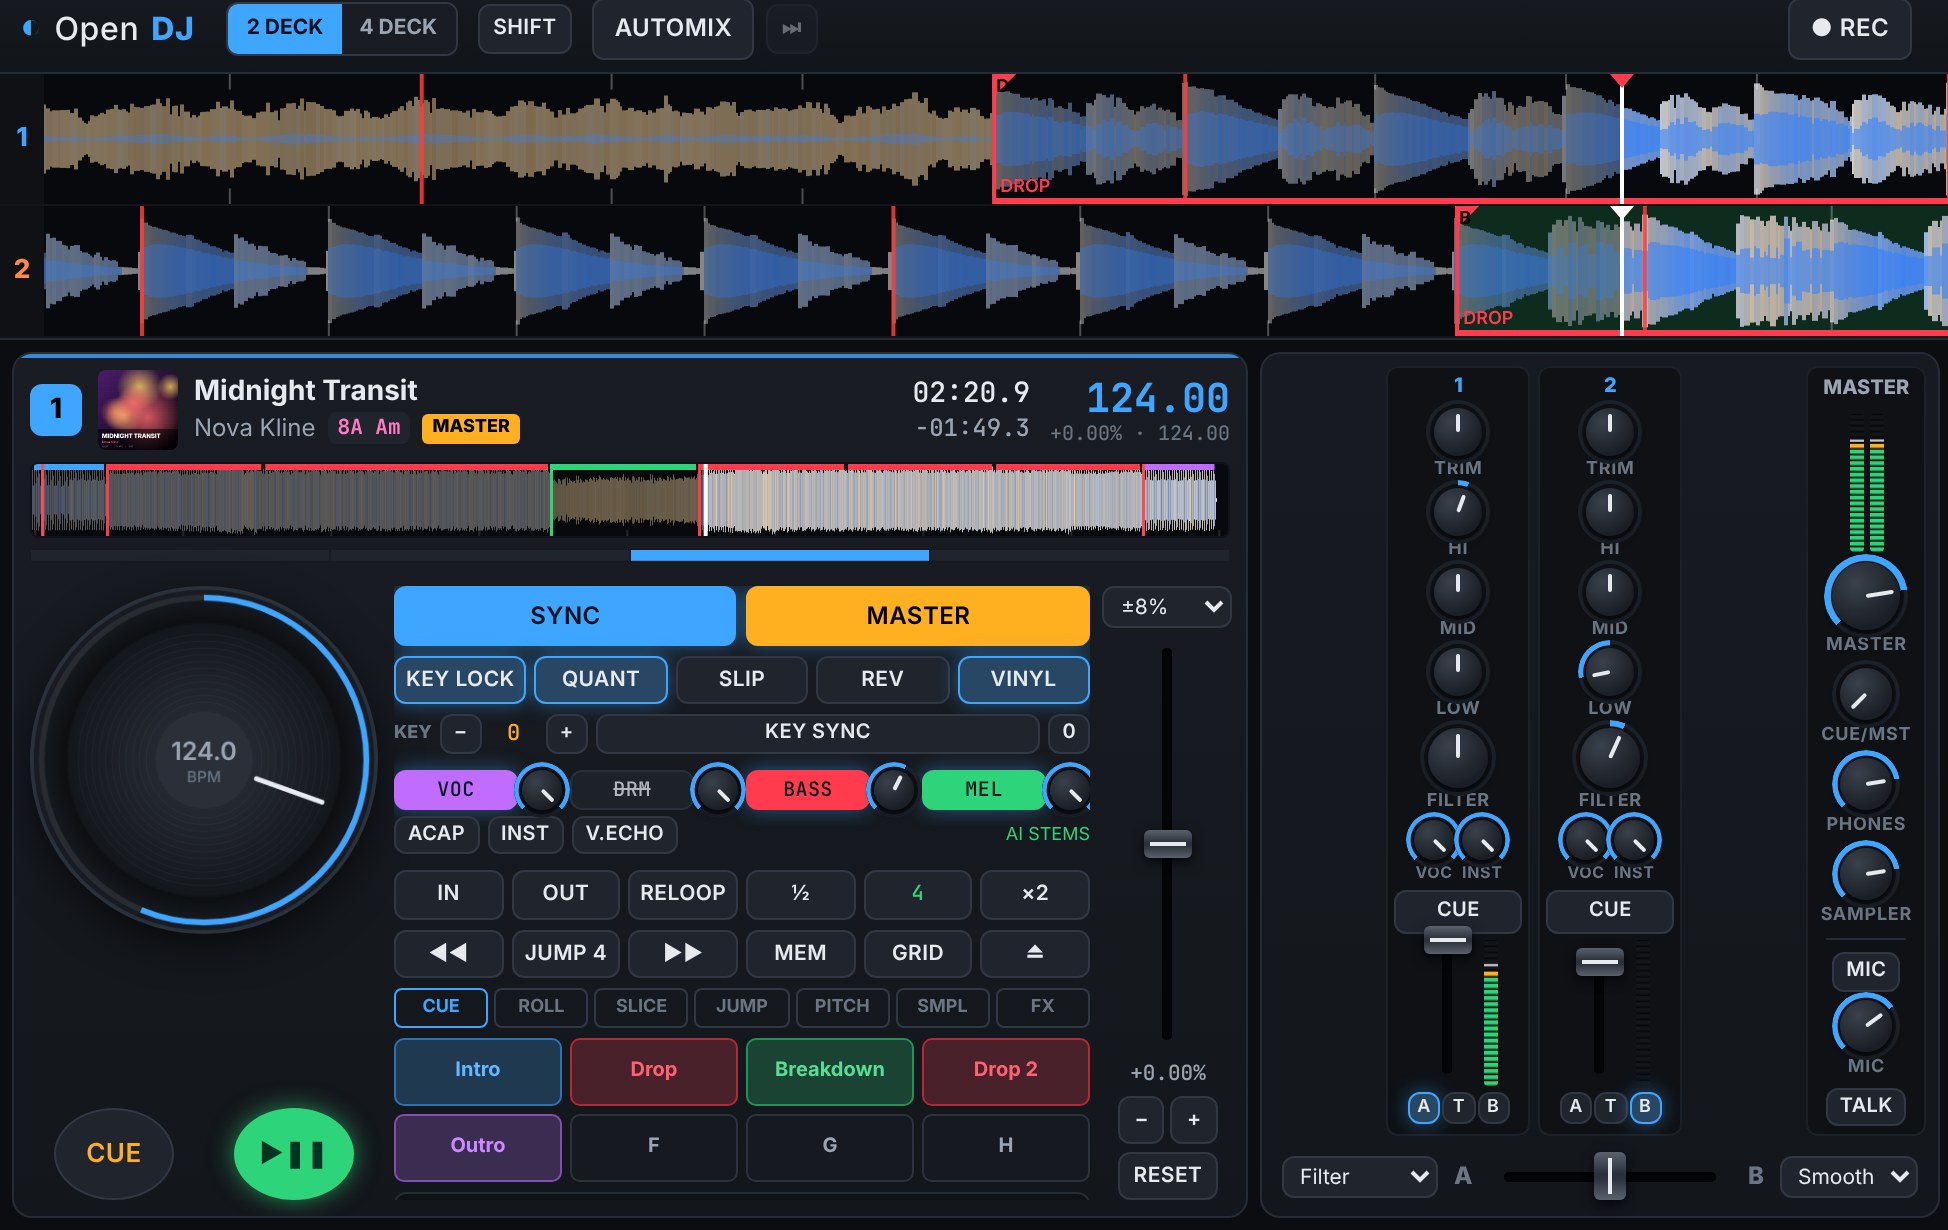 Open DJ 2 DECK 4 DECK SHIFT AUTOMIX REC
D
1
DROP
B
2
DROP
1 Midnight Transit 02:20.9 124.00
Nova Kline 8A Am MASTER -01:49.3 +0.00% · 124.00
MIDNIGHT TRANSIT
SYNC MASTER ±8%
KEY LOCK QUANT SLIP REV VINYL
124.0
BPM
KEY − 0 + KEY SYNC 0
VOC DRM BASS MEL
ACAP INST V.ECHO AI STEMS
IN OUT RELOOP ½ 4 ×2
JUMP 4 MEM GRID
CUE ROLL SLICE JUMP PITCH SMPL FX
Intro Drop Breakdown Drop 2
+0.00%
Outro F G H
− +
RESET
CUE
1 2 MASTER
TRIM TRIM
HI HI
MID MID
MASTER
LOW LOW
CUE/MST
FILTER FILTER
PHONES
VOC INST VOC INST
CUE CUE
SAMPLER
MIC
MIC
A T B A T B
TALK
Filter A B Smooth